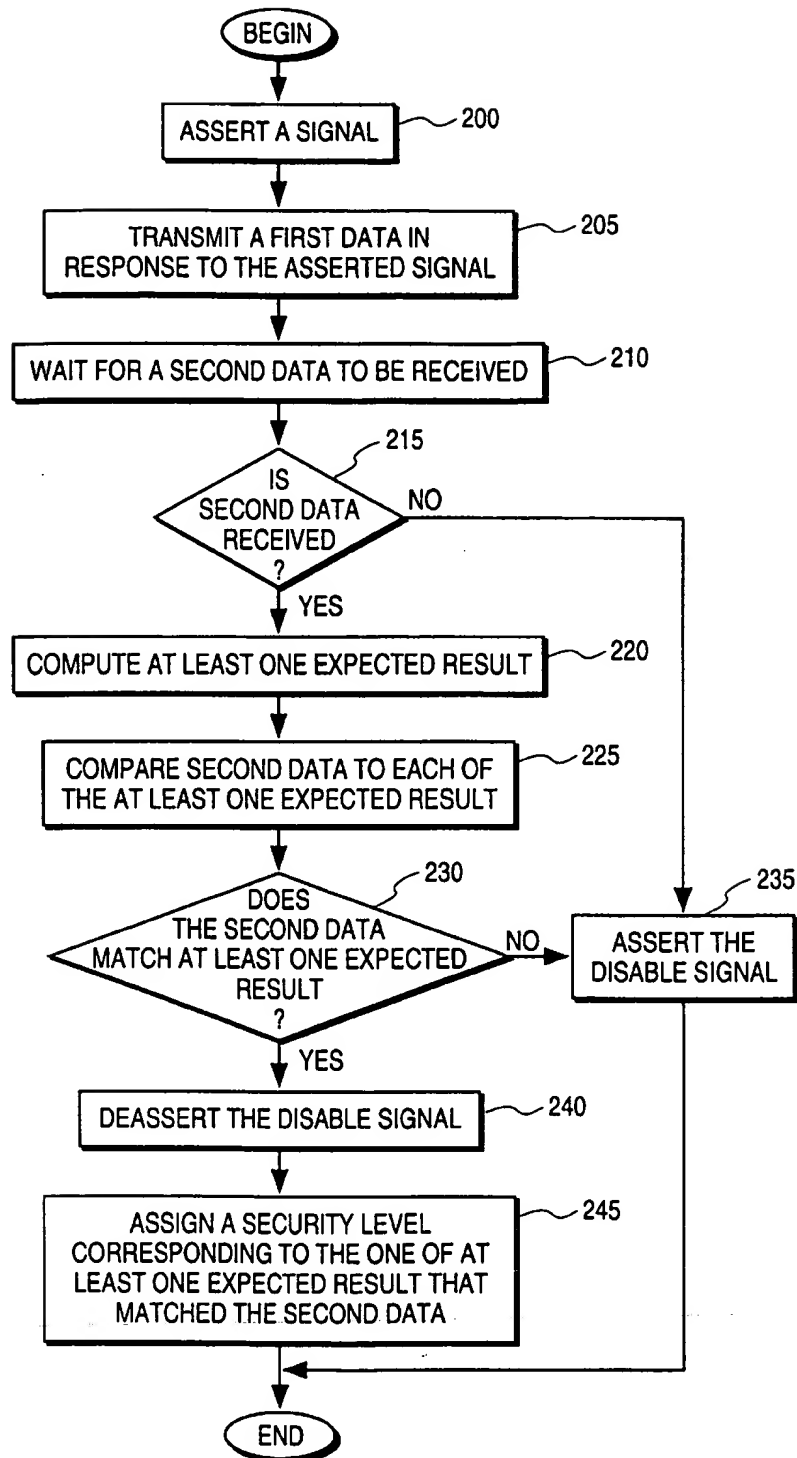 BEGIN
ASSERT A SIGNAL
200
TRANSMIT A FIRST DATA IN
RESPONSE TO THE ASSERTED SIGNAL
205
WAIT FOR A SECOND DATA TO BE RECEIVED
210
215
IS
SECOND DATA
RECEIVED
?
NO
YES
COMPUTE AT LEAST ONE EXPECTED RESULT
220
COMPARE SECOND DATA TO EACH OF
THE AT LEAST ONE EXPECTED RESULT
225
230
DOES
THE SECOND DATA
MATCH AT LEAST ONE EXPECTED
RESULT
?
NO
YES
235
ASSERT THE
DISABLE SIGNAL
DEASSERT THE DISABLE SIGNAL
240
ASSIGN A SECURITY LEVEL
CORRESPONDING TO THE ONE OF AT
LEAST ONE EXPECTED RESULT THAT
MATCHED THE SECOND DATA
245
END